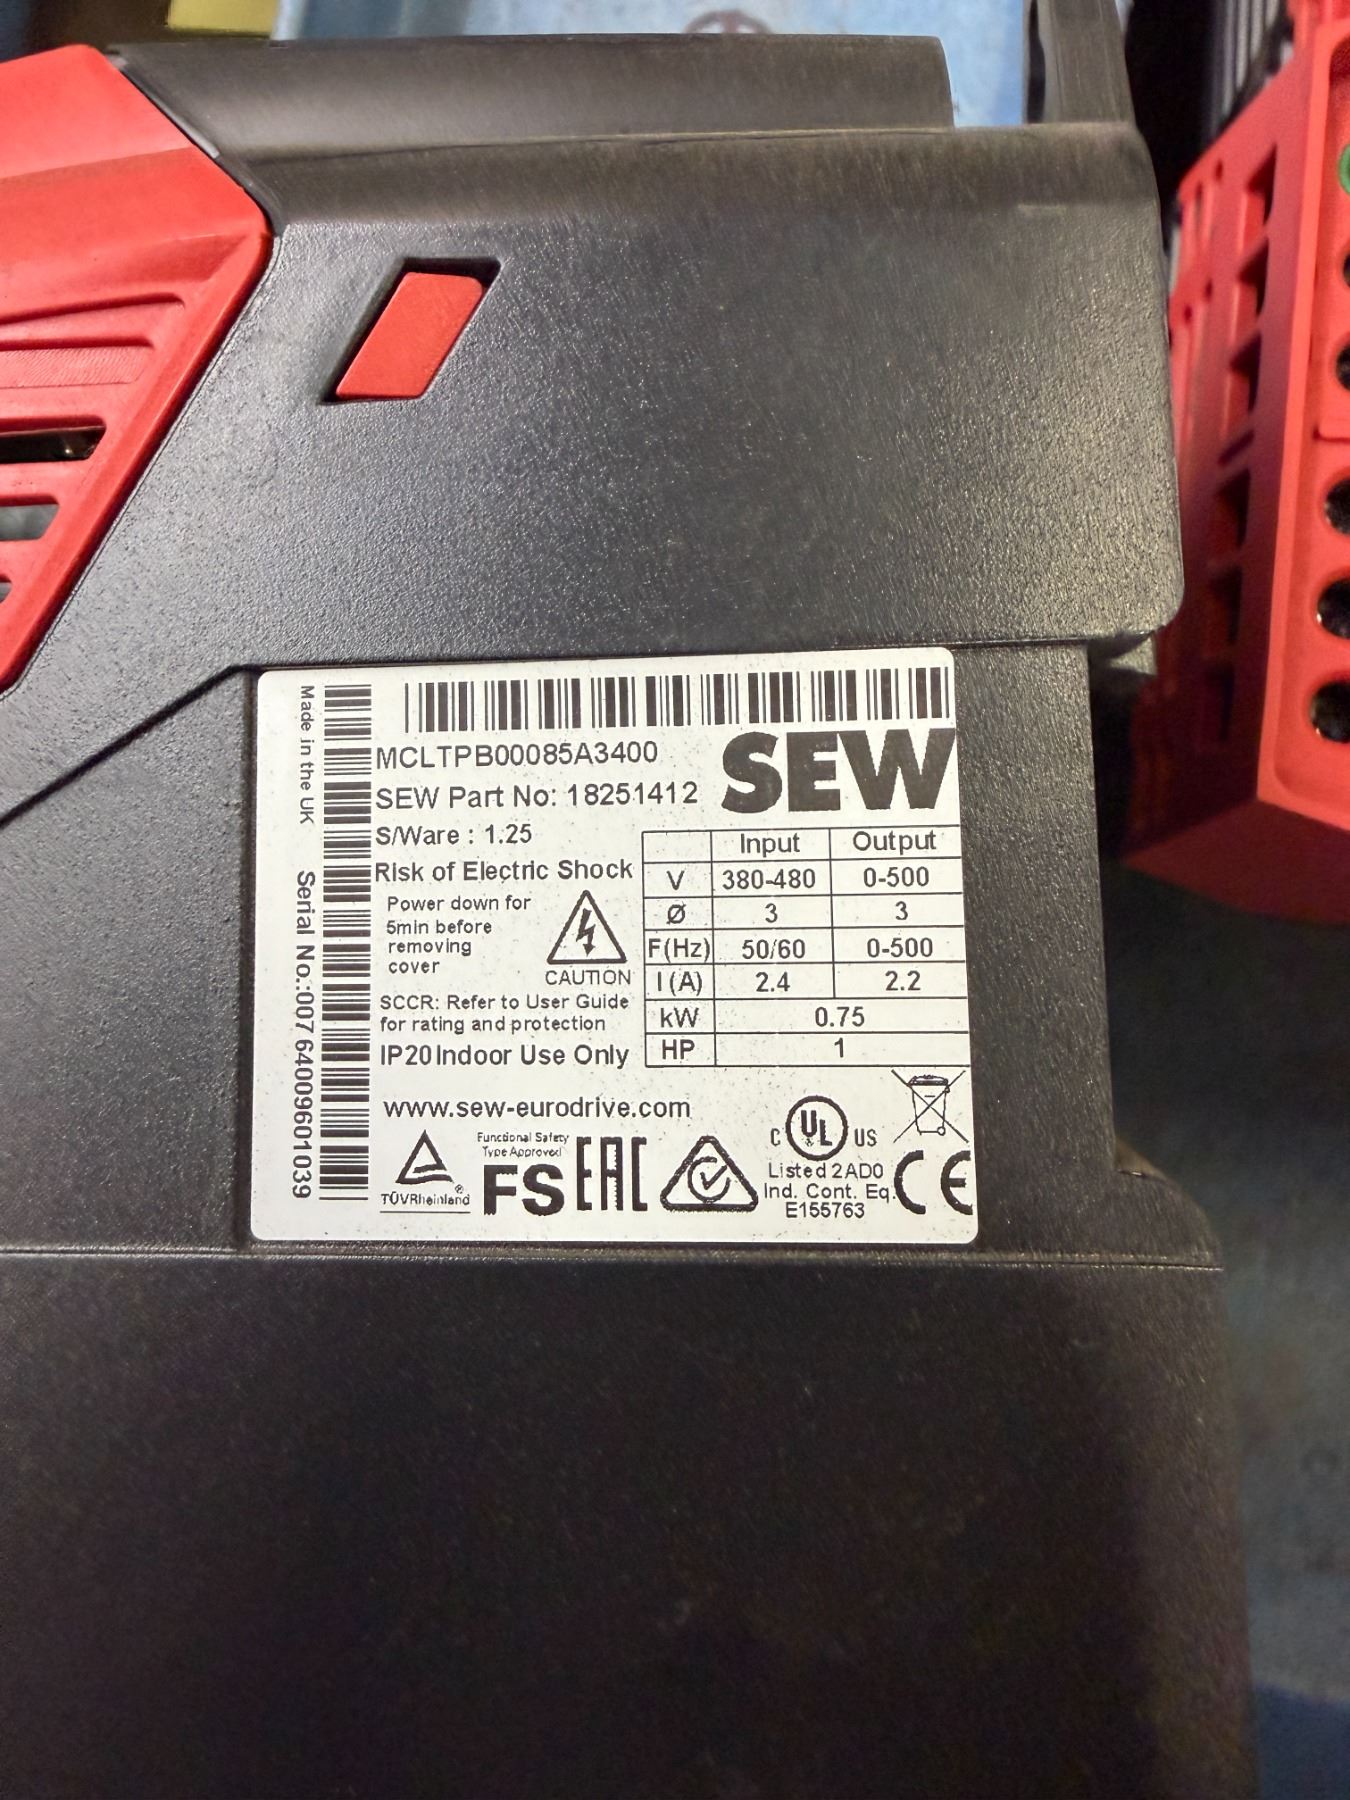 MCLTPB00085A3400
SEW
SEW Part No: 18251412
S/Ware : 1.25
Risk of Electric Shock
Power down for
5min before
removing
cover
CAUTION
SCCR: Refer to User Guide
for rating and protection
IP20 Indoor Use Only
Input Output
V 380-480 0-500
Ø 3 3
F(Hz) 50/60 0-500
I (A) 2.4 2.2
kW 0.75
HP 1
www.sew-eurodrive.com
TÜVRheinland®
Functional Safety
Type Approved
FS
EAC
C UL US
Listed 2AD0
Ind. Cont. Eq.
E155763
CE
Made in the UK
Serial No.:00764009601039